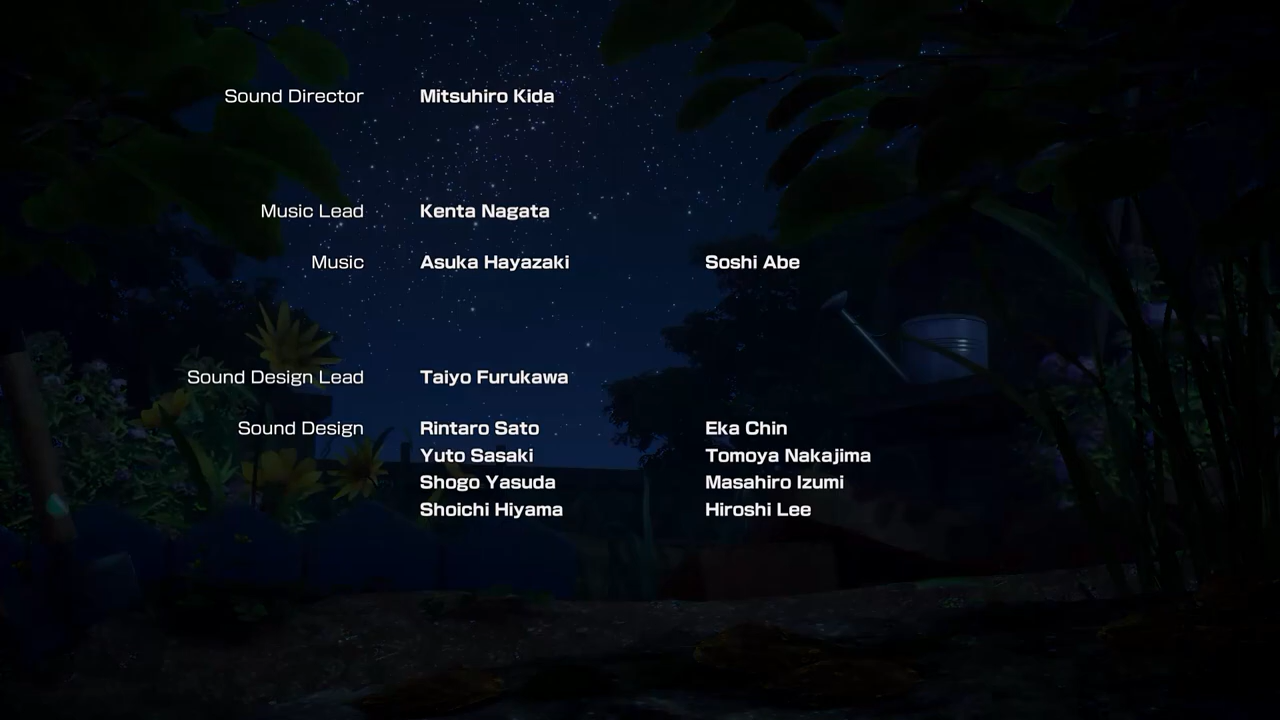 Sound Director Mitsuhiro Kida
Music Lead Kenta Nagata
Music Asuka Hayazaki Soshi Abe
Sound Design Lead Taiyo Furukawa
Sound Design Rintaro Sato Eka Chin
Yuto Sasaki Tomoya Nakajima
Shogo Yasuda Masahiro Izumi
Shoichi Hiyama Hiroshi Lee